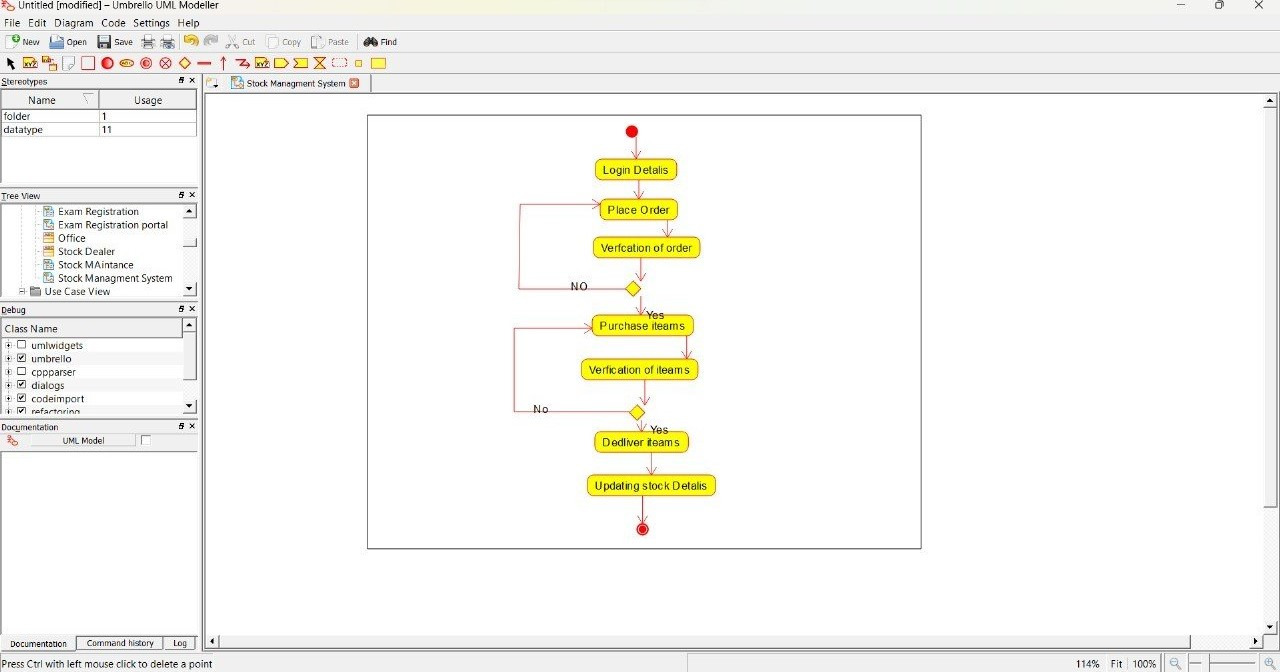 Untitled [modified] – Umbrello UML Modeller
File Edit Diagram Code Settings Help
New Open Save Cut Copy Paste Find
Stereotypes
Name Usage
folder 1
datatype 11
Tree View
Exam Registration
Exam Registration portal
Office
Stock Dealer
Stock MAintance
Stock Managment System
Use Case View
Debug
Class Name
umlwidgets
umbrello
cppparser
dialogs
codeimport
refactoring
Documentation
UML Model
Documentation Command history Log
Press Ctrl with left mouse click to delete a point
Stock Managment System
Login Detalis
Place Order
Verfcation of order
NO
Yes
Purchase iteams
Verfication of iteams
No
Yes
Dedliver iteams
Updating stock Detalis
114% Fit 100%